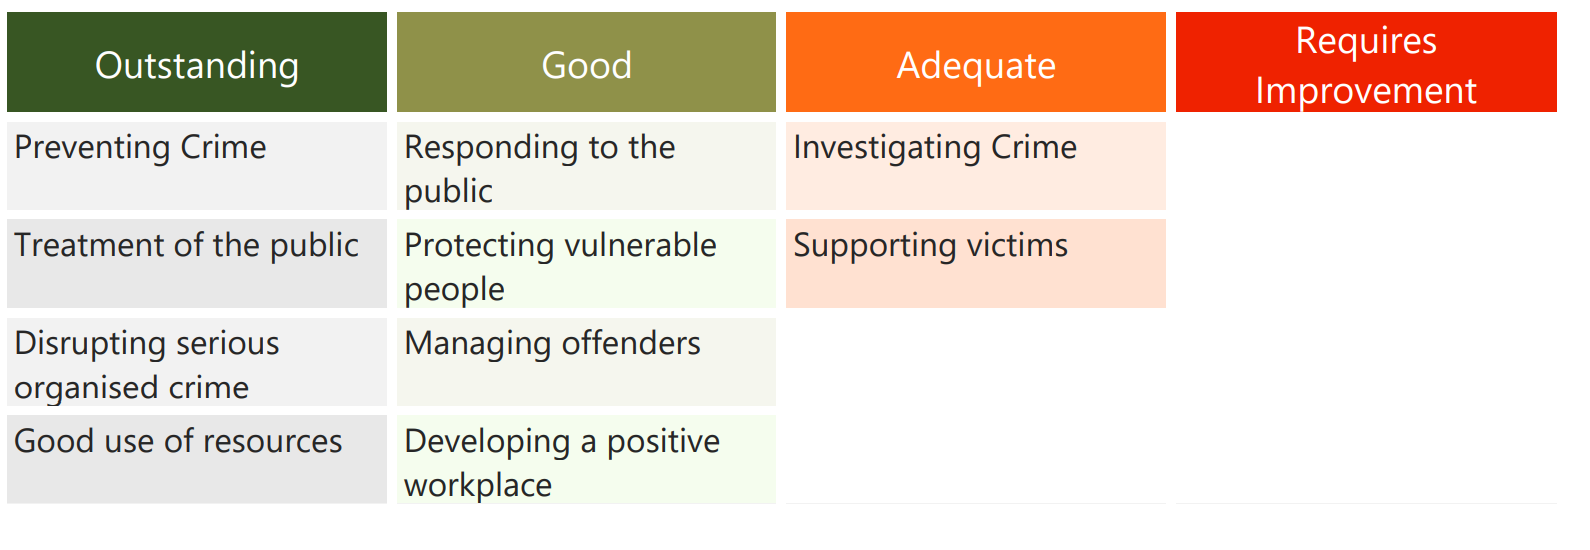 Outstanding
Good
Adequate
Requires
Improvement
Preventing Crime
Responding to the
public
Investigating Crime
Treatment of the public
Protecting vulnerable
people
Supporting victims
Disrupting serious
organised crime
Managing offenders
Good use of resources
Developing a positive
workplace